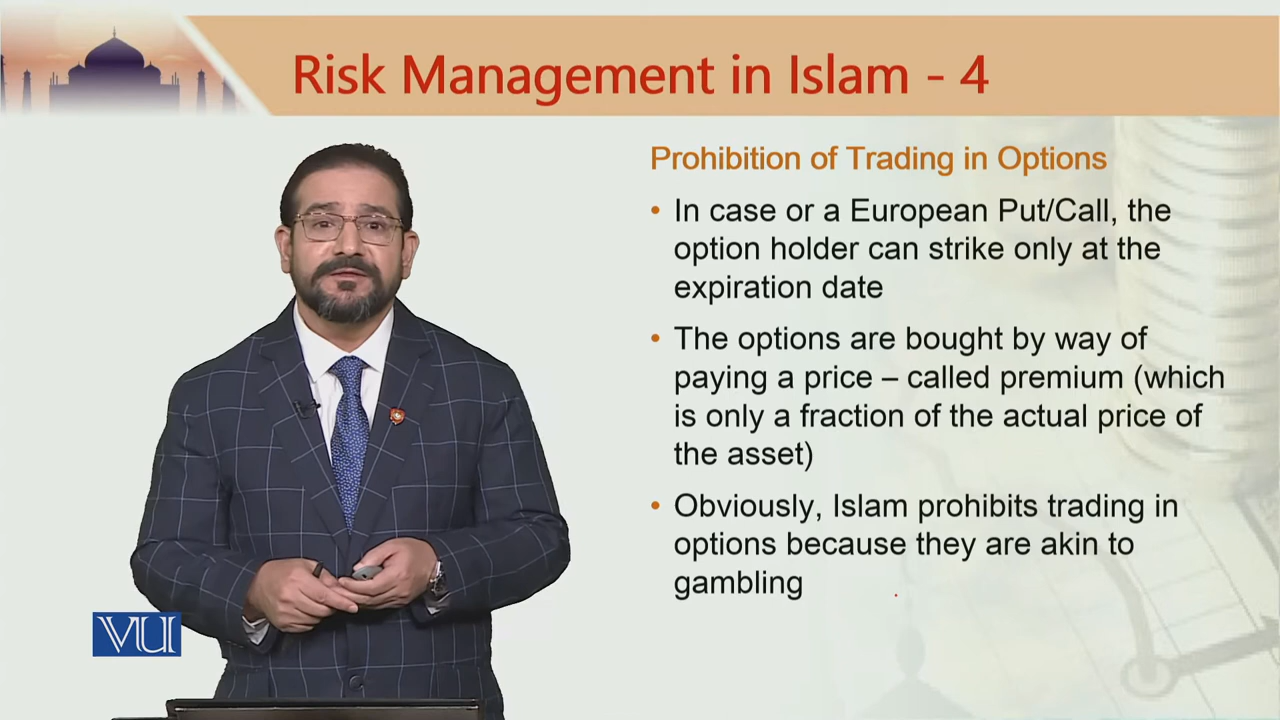 Risk Management in Islam - 4
Prohibition of Trading in Options
• In case or a European Put/Call, the
option holder can strike only at the
expiration date
• The options are bought by way of
paying a price – called premium (which
is only a fraction of the actual price of
the asset)
• Obviously, Islam prohibits trading in
options because they are akin to
gambling
VU